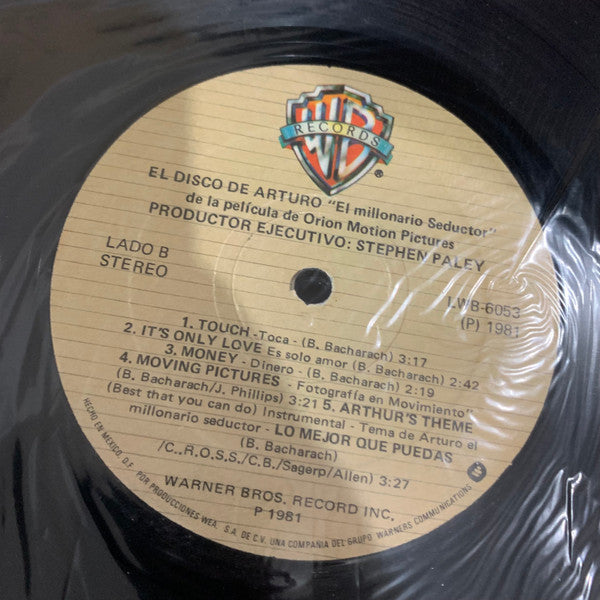 WB
RECORDS
®
EL DISCO DE ARTURO "El millonario Seductor"
de la película de Orion Motion Pictures
PRODUCTOR EJECUTIVO: STEPHEN PALEY
LADO B
STEREO
LWB-6053
(P) 1981
1. TOUCH -Toca- (B. Bacharach) 3:17
2. IT'S ONLY LOVE Es solo amor (B. Bacharach) 2:42
3. MONEY - Dinero - (B. Bacharach) 2:19
4. MOVING PICTURES - Fotografía en Movimiento"
(B. Bacharach/J. Phillips) 3:21 5. ARTHUR'S THEME
(Best that you can do) Instrumental - Tema de Arturo el
millonario seductor - LO MEJOR QUE PUEDAS
(B. Bacharach)
/C..R.O.S.S./C.B./Sagerp/Allen) 3:27
WARNER BROS. RECORD INC.
P 1981
HECHO EN MEXICO, D.F. POR PRODUCCIONES WEA, S.A. DE C.V. UNA COMPAÑIA DEL GRUPO WARNERS COMMUNICATIONS